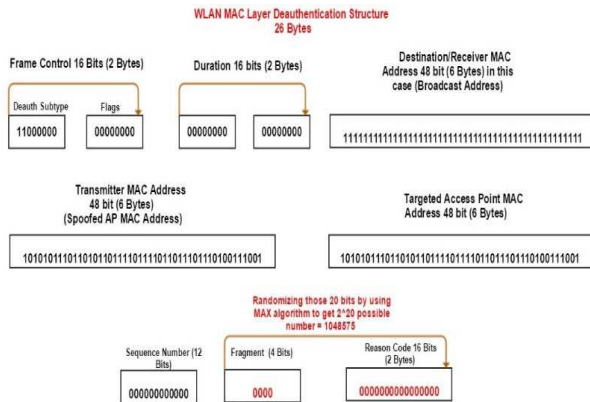 WLAN MAC Layer Deauthentication Structure
26 Bytes
Frame Control 16 Bits (2 Bytes)
Duration 16 bits (2 Bytes)
Destination/Receiver MAC
Address 48 bit (6 Bytes) in this
case (Broadcast Address)
Deauth Subtype
Flags
11000000
00000000
00000000
00000000
111111111111111111111111111111111111111111111111
Transmitter MAC Address
48 bit (6 Bytes)
(Spoofed AP MAC Address)
Targeted Access Point MAC
Address 48 bit (6 Bytes)
Randomizing those 20 bits by using
MAX algorithm to get 2^20 possible
number = 1048575
Sequence Number (12
Bits)
Fragment (4 Bits)
Reason Code 16 Bits
(2 Bytes)
000000000000
0000
0000000000000000